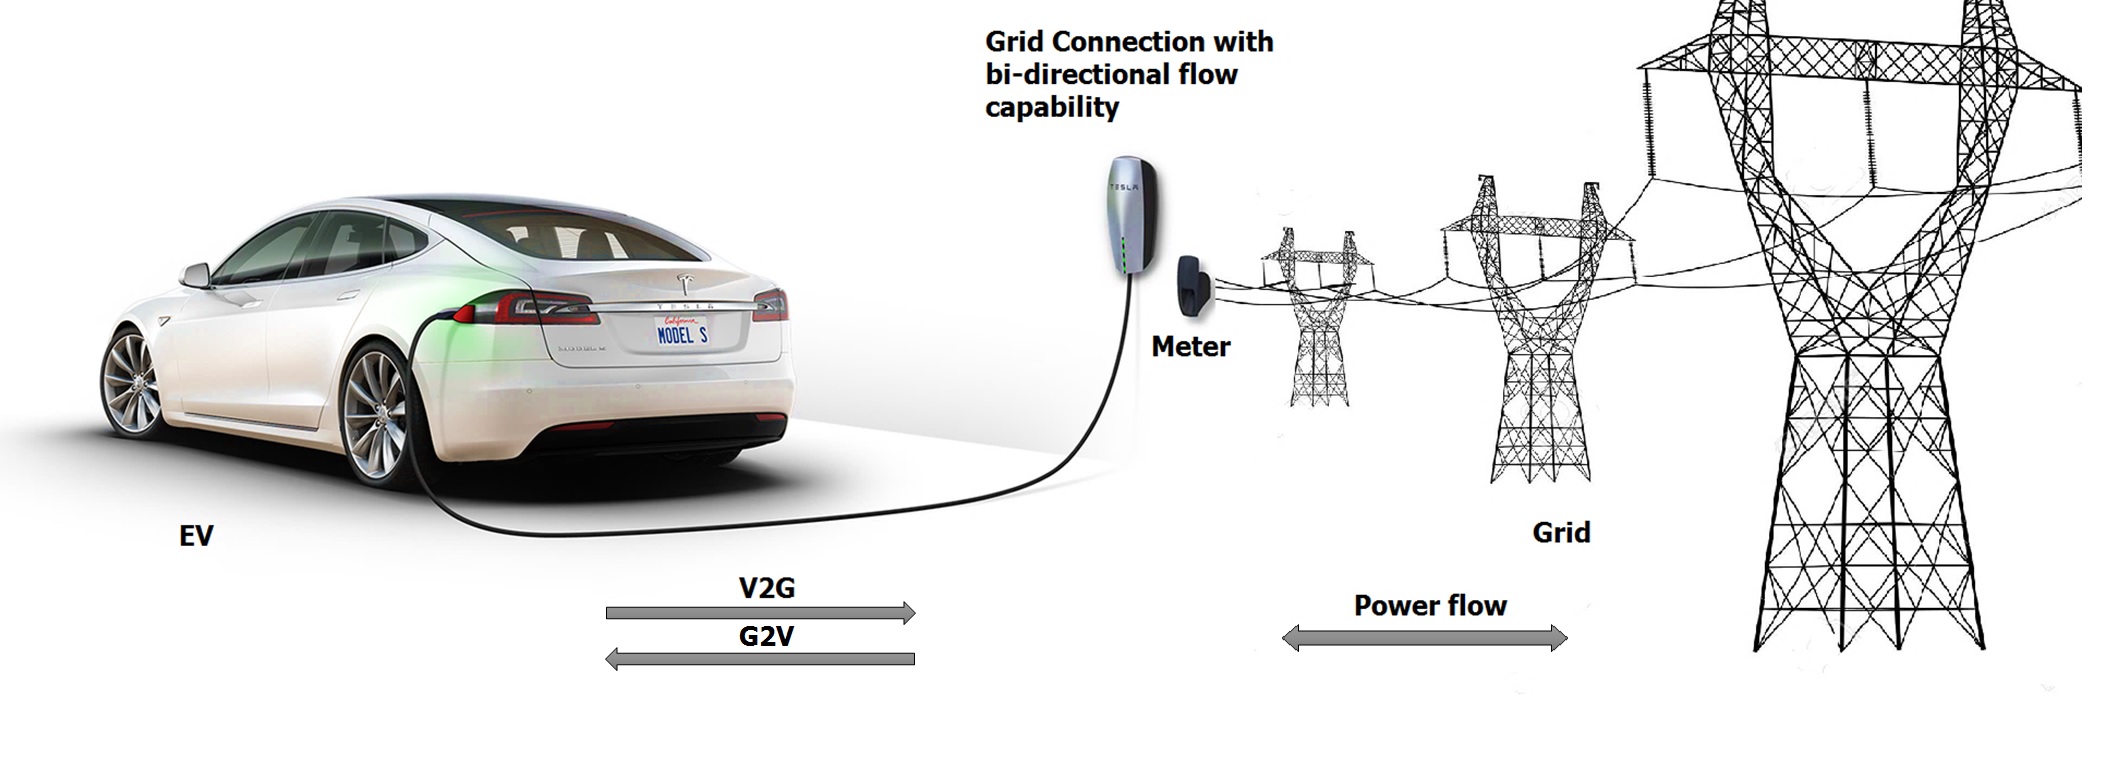 Grid Connection with
bi-directional flow
capability
TESLA
TESLA
California
MODEL S
Meter
EV
Grid
V2G
G2V
Power flow